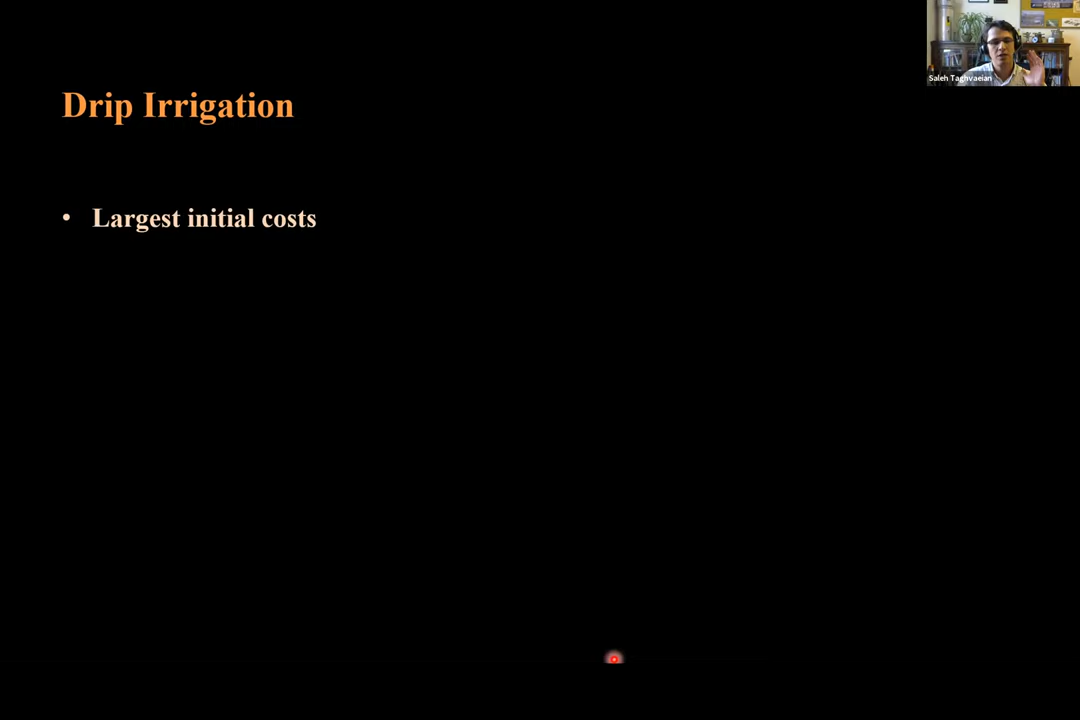 Saleh Taghvaeian
Drip Irrigation
• Largest initial costs